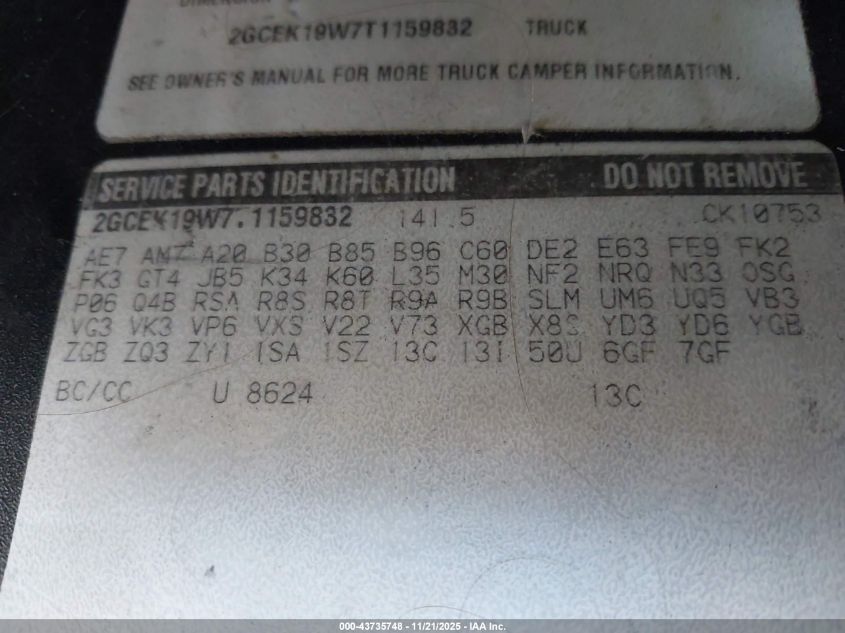 2GCEK19W7T1159832 TRUCK
SEE OWNER'S MANUAL FOR MORE TRUCK CAMPER INFORMATION.
SERVICE PARTS IDENTIFICATION DO NOT REMOVE
2GCEK19W7.1159832 141.5 CK10753
AE7 AM7 A20 B30 B85 B96 C60 DE2 E63 FE9 FK2
FK3 GT4 JB5 K34 K60 L35 M30 NF2 NRQ N33 OSG
P06 Q4B RSA R8S R8T R9A R9B SLM UM6 UQ5 VB3
VG3 VK3 VP6 VXS V22 V73 XGB X8S YD3 YD6 YGB
ZGB ZQ3 ZY1 1SA 1SZ 13C 13I 50U 6GF 7GF
BC/CC U 8624 13C
000-43735748 - 11/21/2025 - IAA Inc.